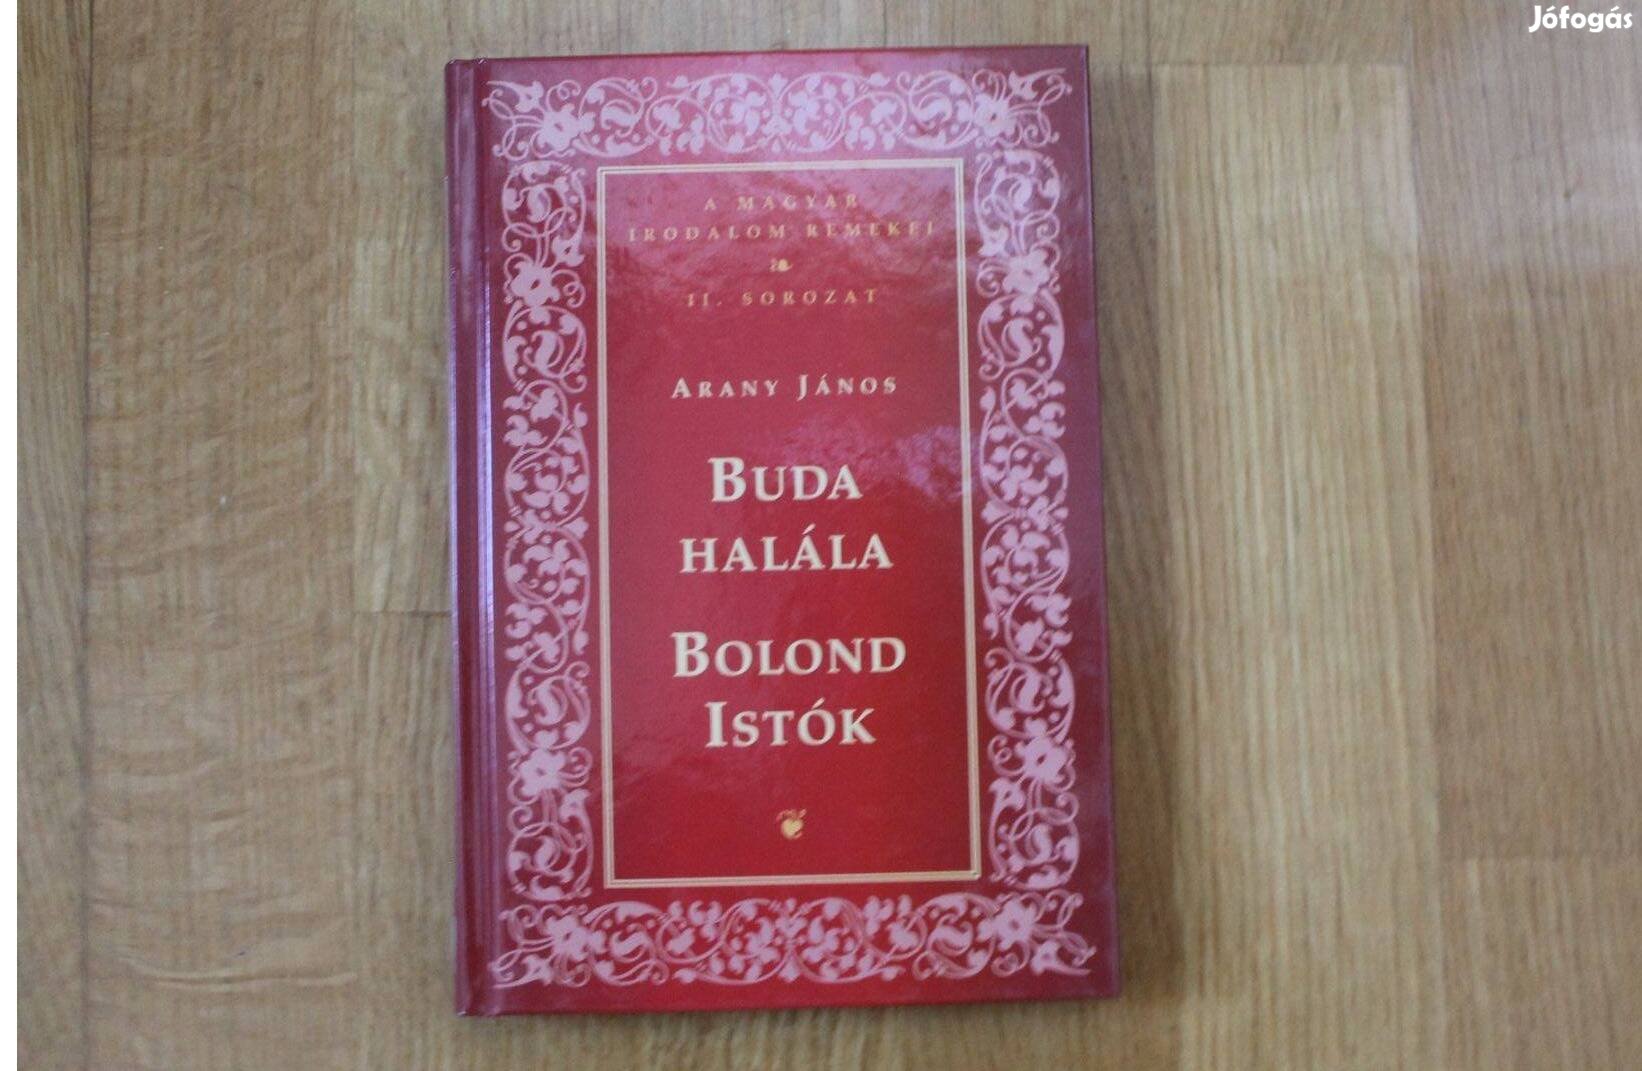 Jófogás
A MAGYAR
IRODALOM REMEKEI
II. SOROZAT
ARANY JÁNOS
BUDA
HALÁLA
BOLOND
ISTÓK